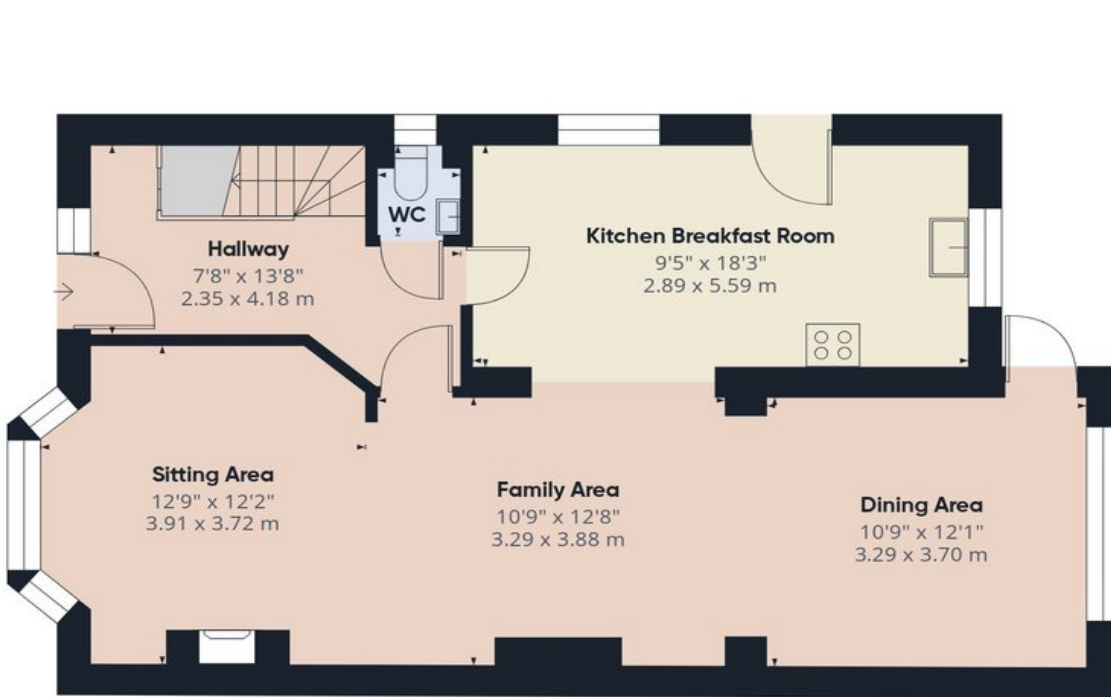 WC
Hallway
7'8" x 13'8"
2.35 x 4.18 m
Kitchen Breakfast Room
9'5" x 18'3"
2.89 x 5.59 m
Sitting Area
12'9" x 12'2"
3.91 x 3.72 m
Family Area
10'9" x 12'8"
3.29 x 3.88 m
Dining Area
10'9" x 12'1"
3.29 x 3.70 m